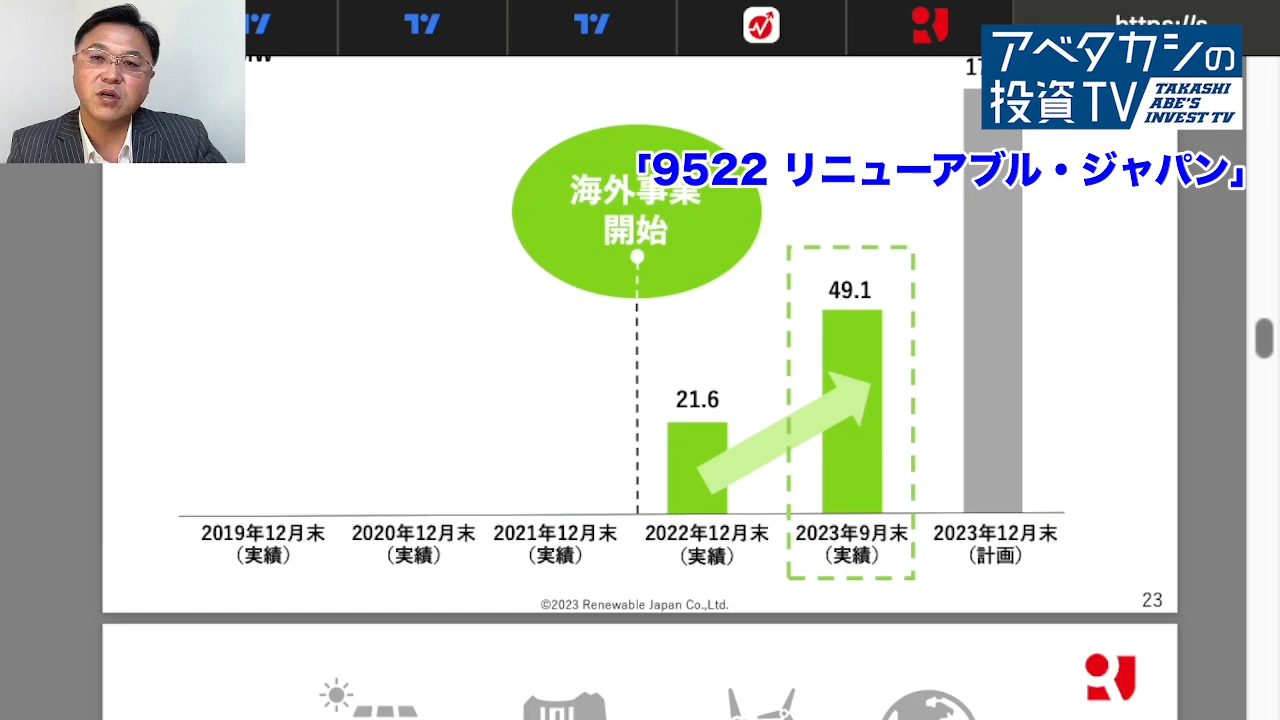 アベタカシの
投資TV
TAKASHI
ABE'S
INVEST TV
「9522 リニューアブル・ジャパン」
海外事業
開始
49.1
21.6
2019年12月末
（実績）
2020年12月末
（実績）
2021年12月末
（実績）
2022年12月末
（実績）
2023年9月末
（実績）
2023年12月末
（計画）
©2023 Renewable Japan Co.,Ltd.
23